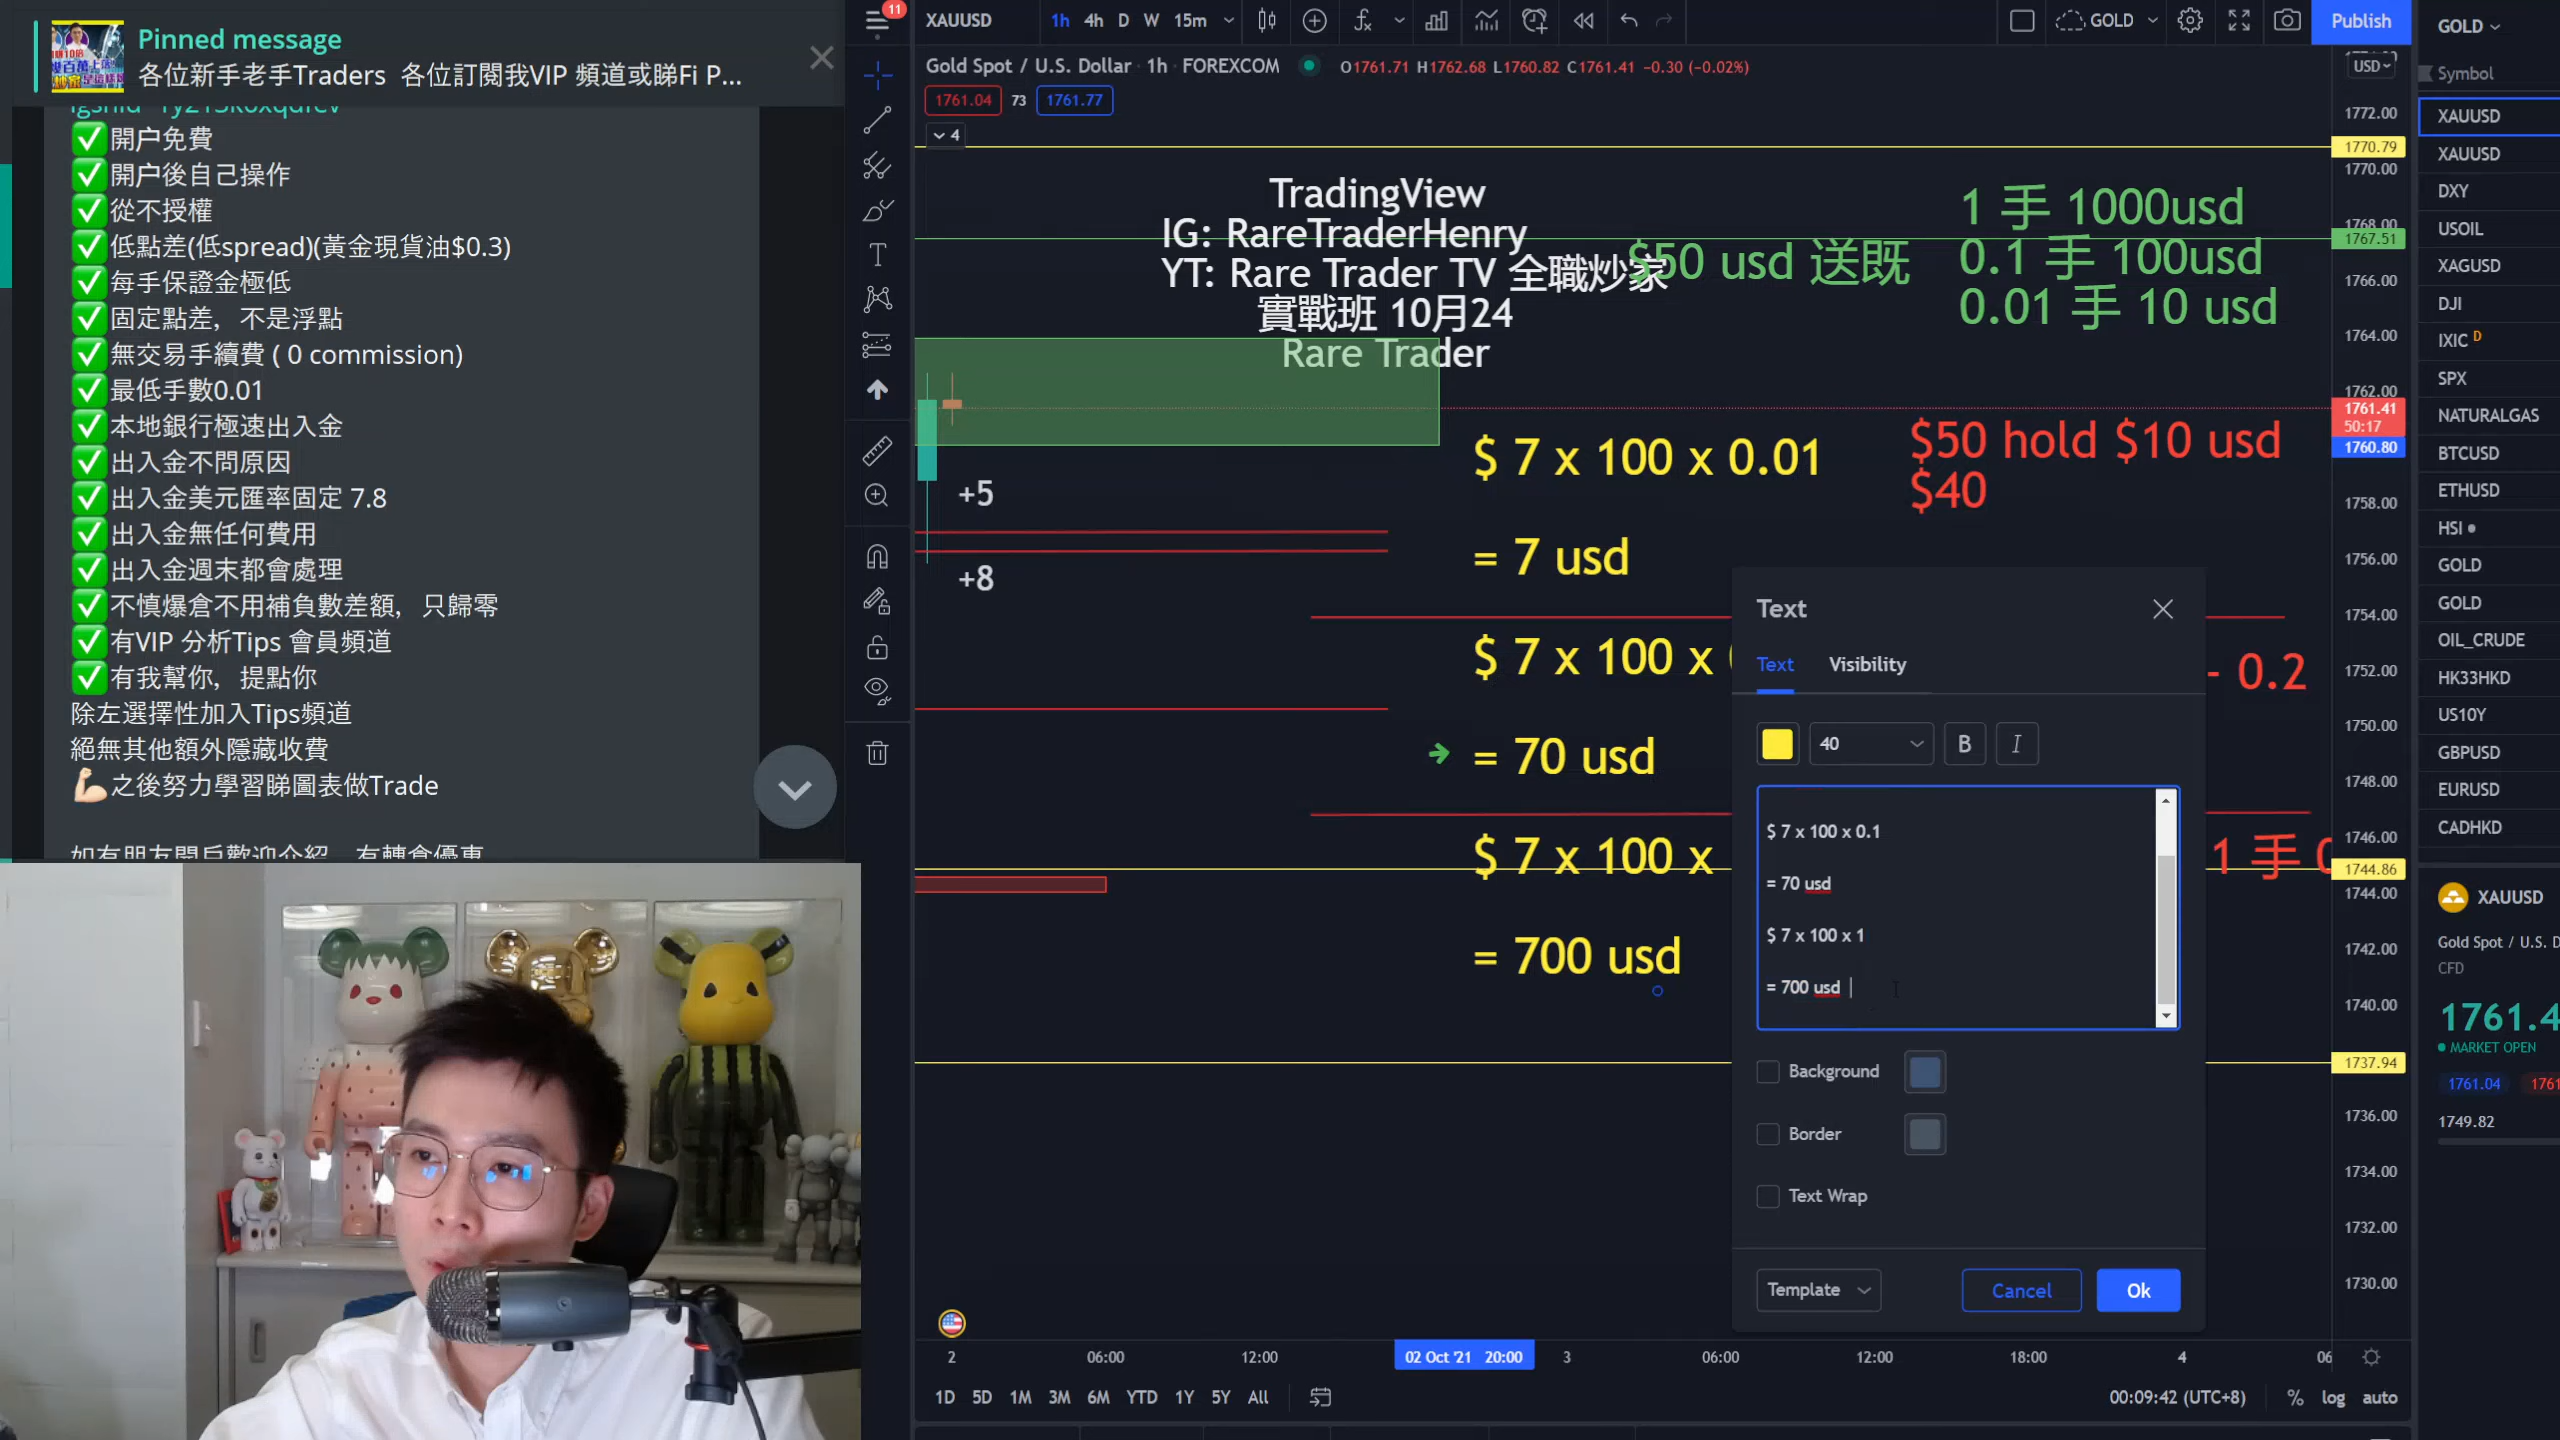 Pinned message
各位新手老手Traders 各位訂閱我VIP 頻道或睇Fi P...
✅開户免費
✅開户後自己操作
✅從不授權
✅低點差(低spread)(黃金現貨油$0.3)
✅每手保證金極低
✅固定點差，不是浮點
✅無交易手續費 ( 0 commission)
✅最低手數0.01
✅本地銀行極速出入金
✅出入金不問原因
✅出入金美元匯率固定 7.8
✅出入金無任何費用
✅出入金週末都會處理
✅不慎爆倉不用補負數差額，只歸零
✅有VIP 分析Tips 會員頻道
✅有我幫你，提點你
除左選擇性加入Tips頻道
絕無其他額外隱藏收費
💪🏻之後努力學習睇圖表做Trade
11
XAUUSD 1h 4h D W 15m
GOLD
Publish
Gold Spot / U.S. Dollar 1h · FOREXCOM O1761.71 H1762.68 L1760.82 C1761.41 −0.30 (−0.02%)
1761.04 73 1761.77
4
TradingView
IG: RareTraderHenry
YT: Rare Trader TV 全職炒家
實戰班 10月24
Rare Trader
$50 usd 送既
1 手 1000usd
0.1 手 100usd
0.01 手 10 usd
+5
+8
$ 7 x 100 x 0.01
= 7 usd
$ 7 x 100 x
= 70 usd
$ 7 x 100 x
= 700 usd
$50 hold $10 usd
$40
- 0.2
1 手
Text
Text Visibility
40 B I
$ 7 x 100 x 0.1
= 70 usd
$ 7 x 100 x 1
= 700 usd
Background
Border
Text Wrap
Template Cancel Ok
USD
1772.00
1770.79
1770.00
1768.00
1767.51
1766.00
1764.00
1762.00
1761.41
50:17
1760.80
1758.00
1756.00
1754.00
1752.00
1750.00
1748.00
1746.00
1744.86
1744.00
1742.00
1740.00
1737.94
1736.00
1734.00
1732.00
1730.00
2 06:00 12:00 02 Oct '21 20:00 3 06:00 12:00 18:00 4 06
1D 5D 1M 3M 6M YTD 1Y 5Y All
00:09:42 (UTC+8) % log auto
GOLD
Symbol
XAUUSD
XAUUSD
DXY
USOIL
XAGUSD
DJI
IXIC D
SPX
NATURALGAS
BTCUSD
ETHUSD
HSI
GOLD
GOLD
OIL_CRUDE
HK33HKD
US10Y
GBPUSD
EURUSD
CADHKD
XAUUSD
Gold Spot / U.S. D
CFD
1761.4
MARKET OPEN
1761.04 1761
1749.82